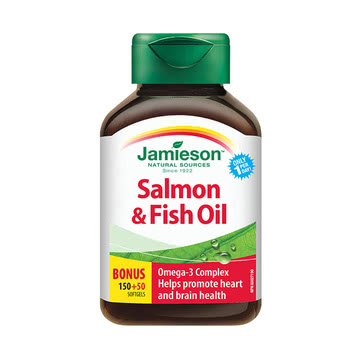 Jamieson
NATURAL SOURCES
Since 1922
ONLY
1 PER
DAY!
Salmon
& Fish Oil
BONUS
150+50
SOFTGELS
Omega-3 Complex
Helps promote heart
and brain health